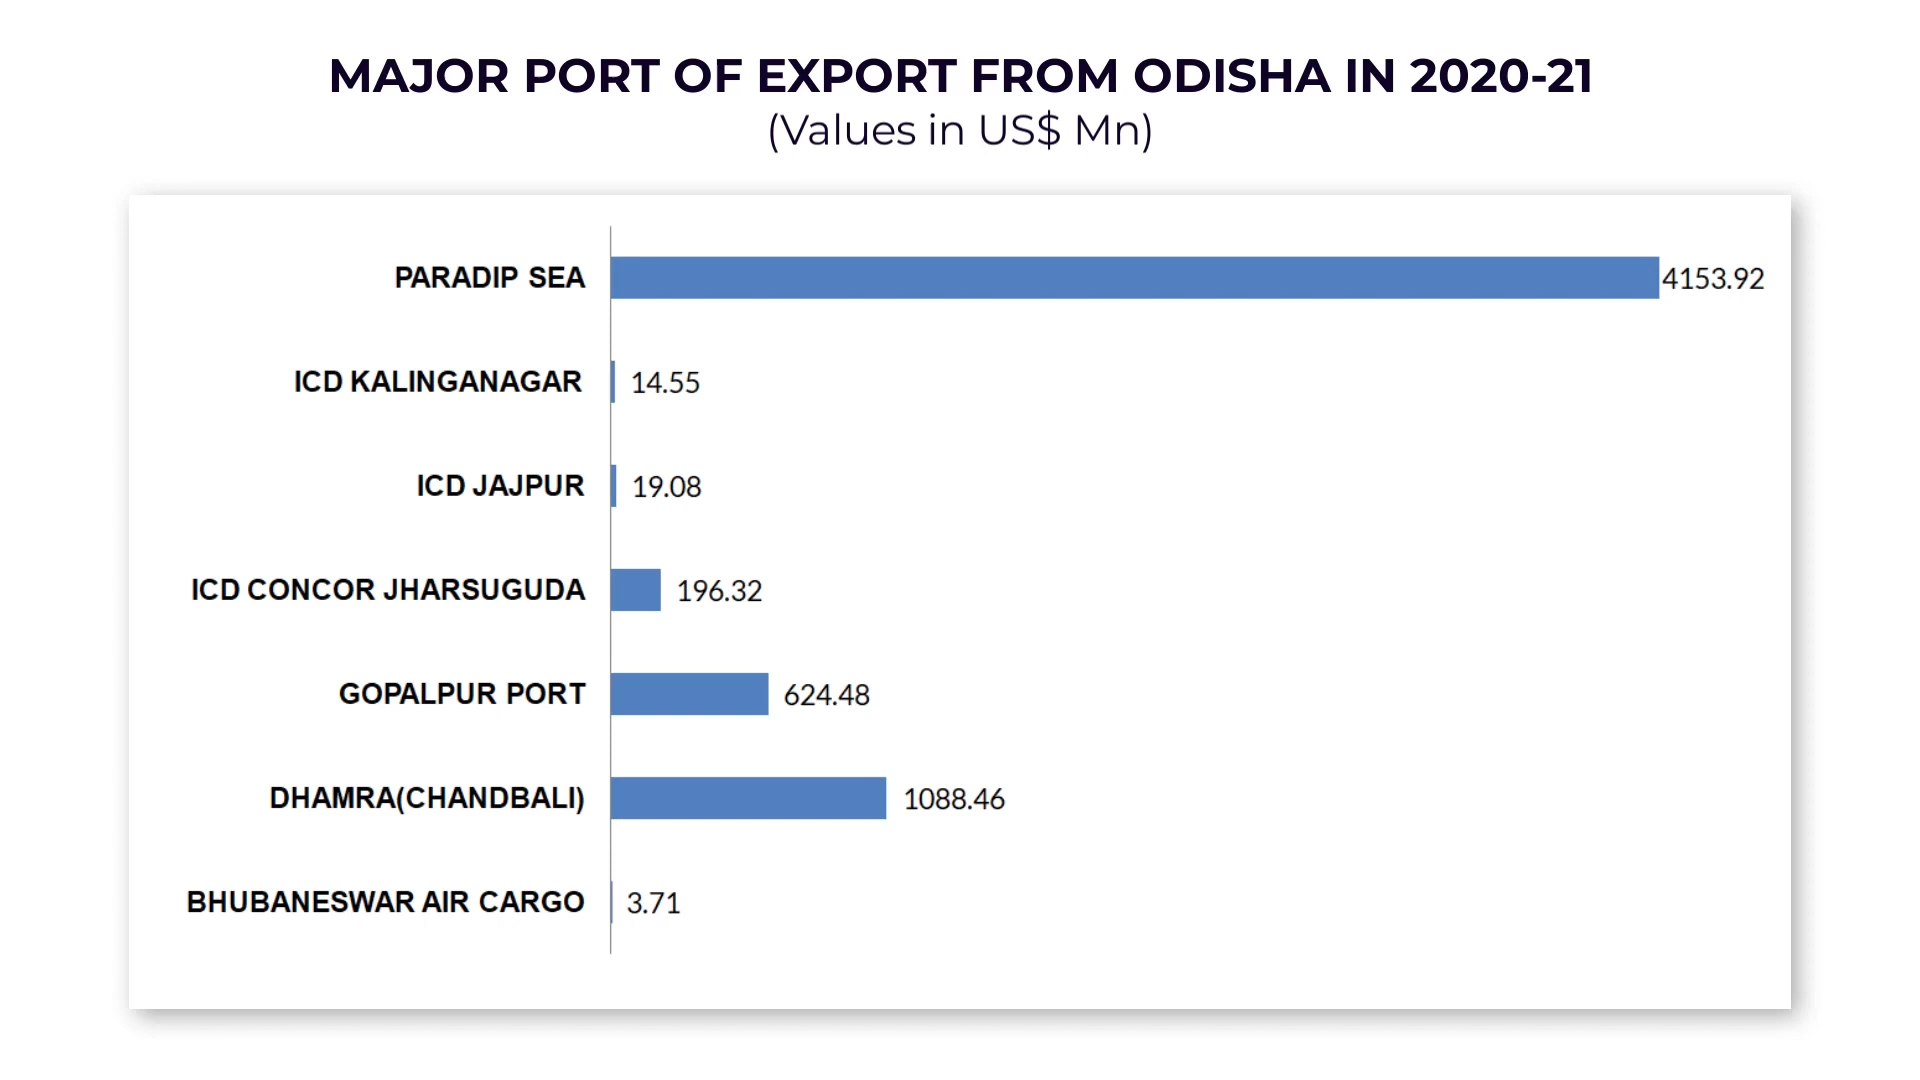 MAJOR PORT OF EXPORT FROM ODISHA IN 2020-21
(Values in US$ Mn)
PARADIP SEA 4153.92
ICD KALINGANAGAR 14.55
ICD JAJPUR 19.08
ICD CONCOR JHARSUGUDA 196.32
GOPALPUR PORT 624.48
DHAMRA(CHANDBALI) 1088.46
BHUBANESWAR AIR CARGO 3.71